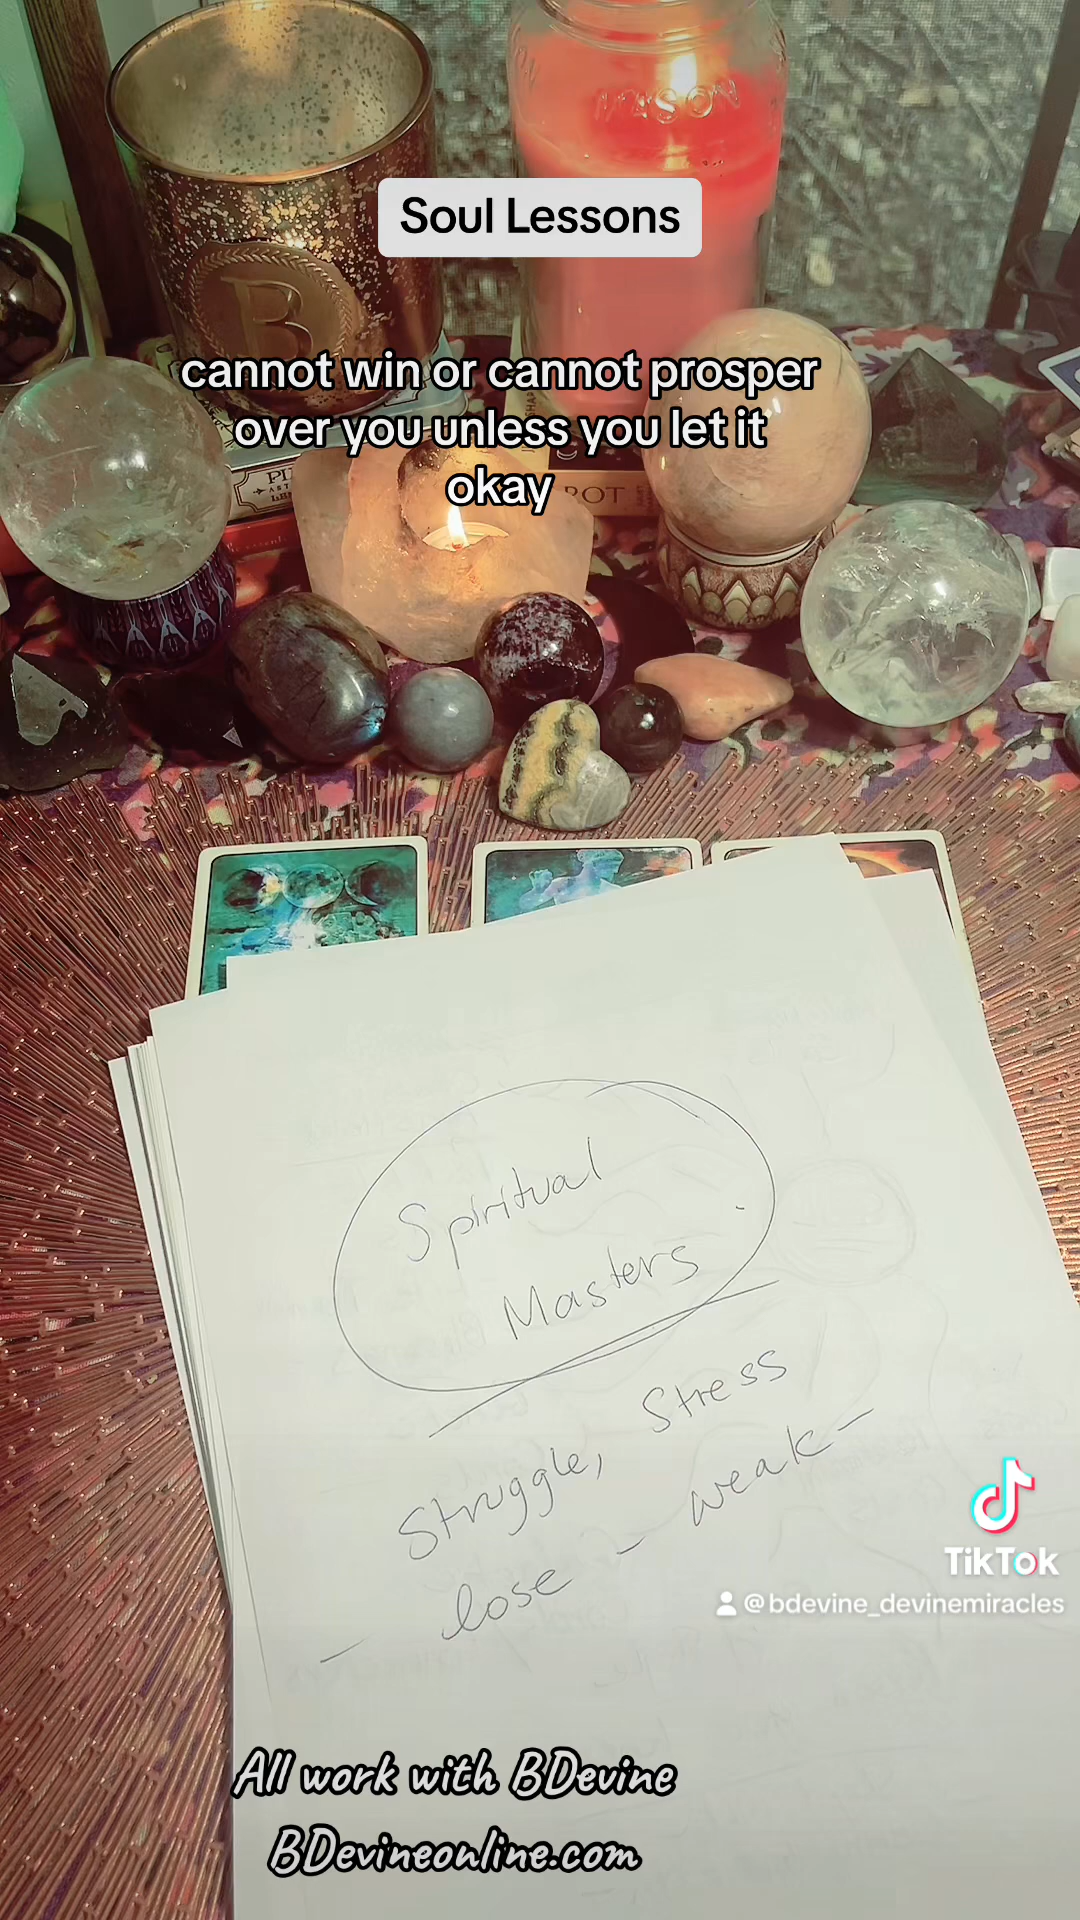 MASON
Soul Lessons
B
cannot win or cannot prosper
over you unless you let it
okay
Spiritual
Masters
Struggle, Stress
- lose - weak -
TikTok
@bdevine_devinemiracles
All work with BDevine
BDevineonline.com